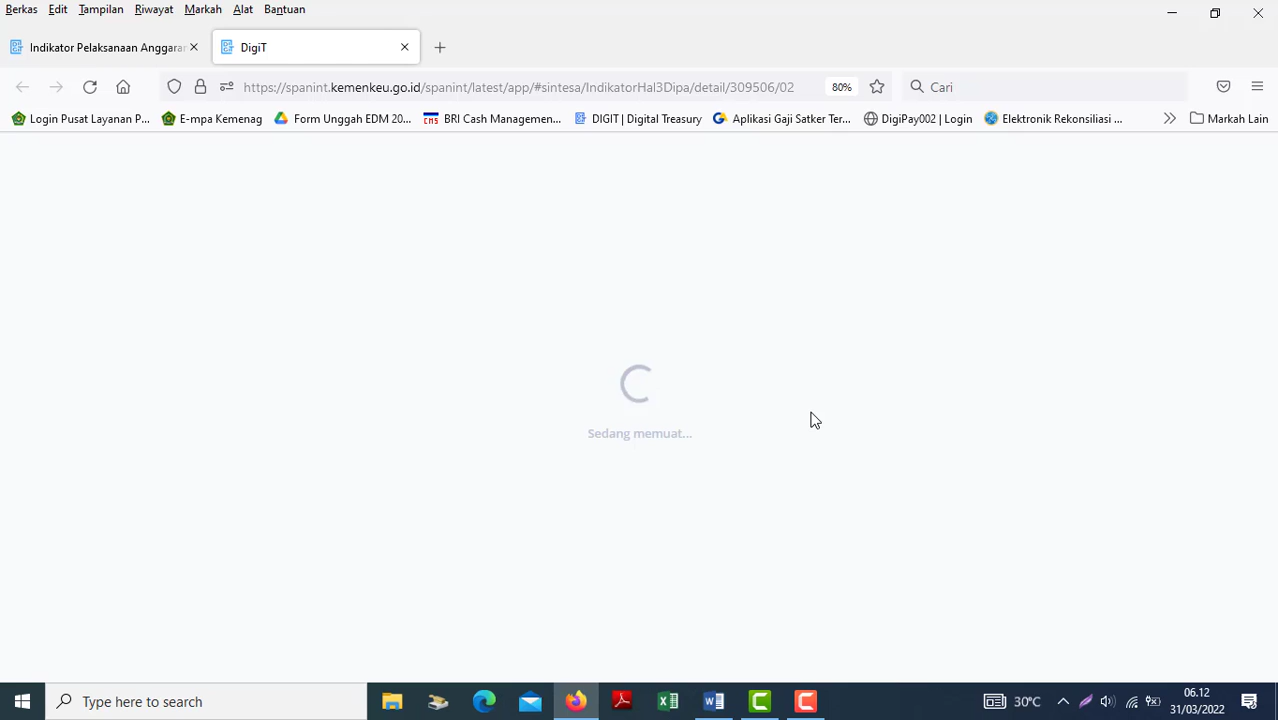 Berkas Edit Tampilan Riwayat Markah Alat Bantuan
Indikator Pelaksanaan Anggaran DigiT
https://spanint.kemenkeu.go.id/spanint/latest/app/#sintesa/IndikatorHal3Dipa/detail/309506/02 80% Cari
Login Pusat Layanan P... E-mpa Kemenag Form Unggah EDM 20... CMS BRI Cash Managemen... DIGIT | Digital Treasury Aplikasi Gaji Satker Ter... DigiPay002 | Login Elektronik Rekonsiliasi ... Markah Lain
Sedang memuat...
Type here to search 30°C 06.12
31/03/2022